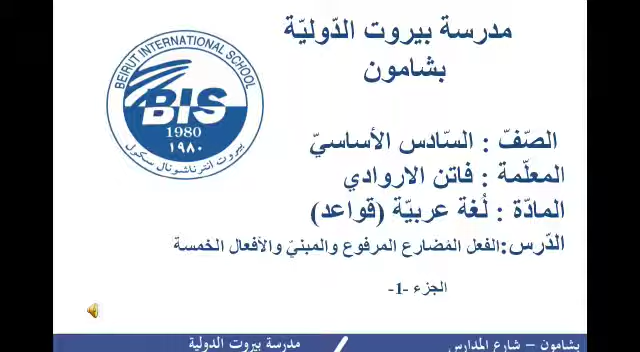 مدرسة بيروت الدّوليّة
بشامون
BEIRUT INTERNATIONAL SCHOOL
BIS
1980
١٩٨٠
بيروت انترناشونال سكول
الصّفّ : السّادس الأساسيّ
المعلّمة : فاتن الاروادي
المادّة : لُغة عربيّة (قواعد)
الدّرس:الفعل المُضارع المرفوع والمبنيّ والأفعال الخمسة
الجزء -1-
بشامون - شارع المدارس
مدرسة بيروت الدولية